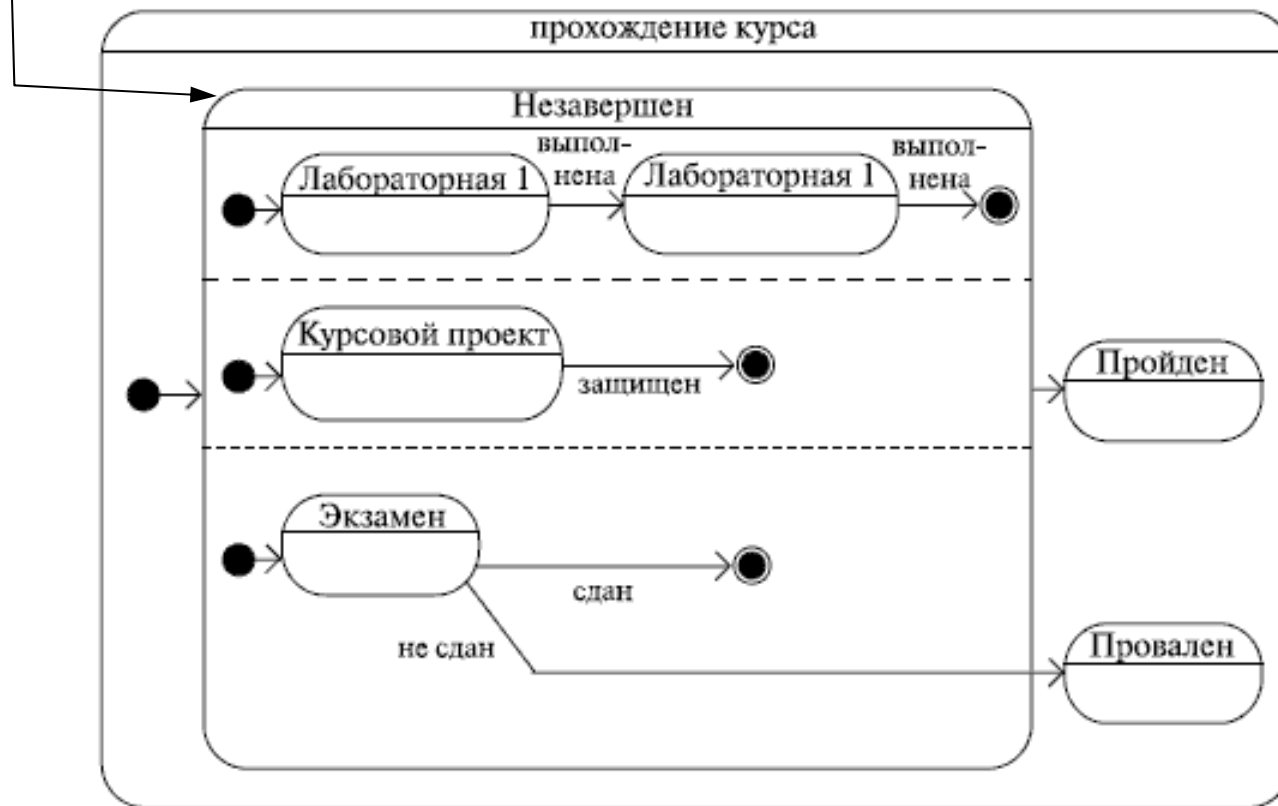 прохождение курса
Незавершен
Лабораторная 1
выпол-
нена
Лабораторная 1
выпол-
нена
Курсовой проект
защищен
Пройден
Экзамен
сдан
не сдан
Провален